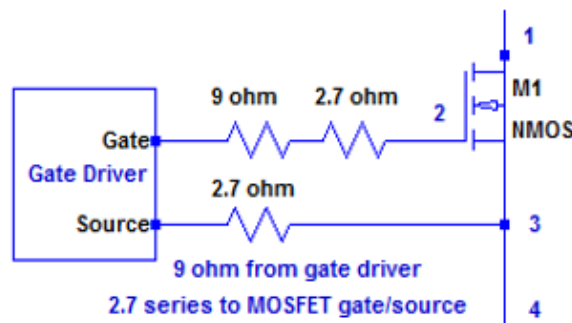 1
9 ohm
2.7 ohm
2
M1
NMOS
Gate
Gate Driver
2.7 ohm
Source
3
9 ohm from gate driver
2.7 series to MOSFET gate/source
4